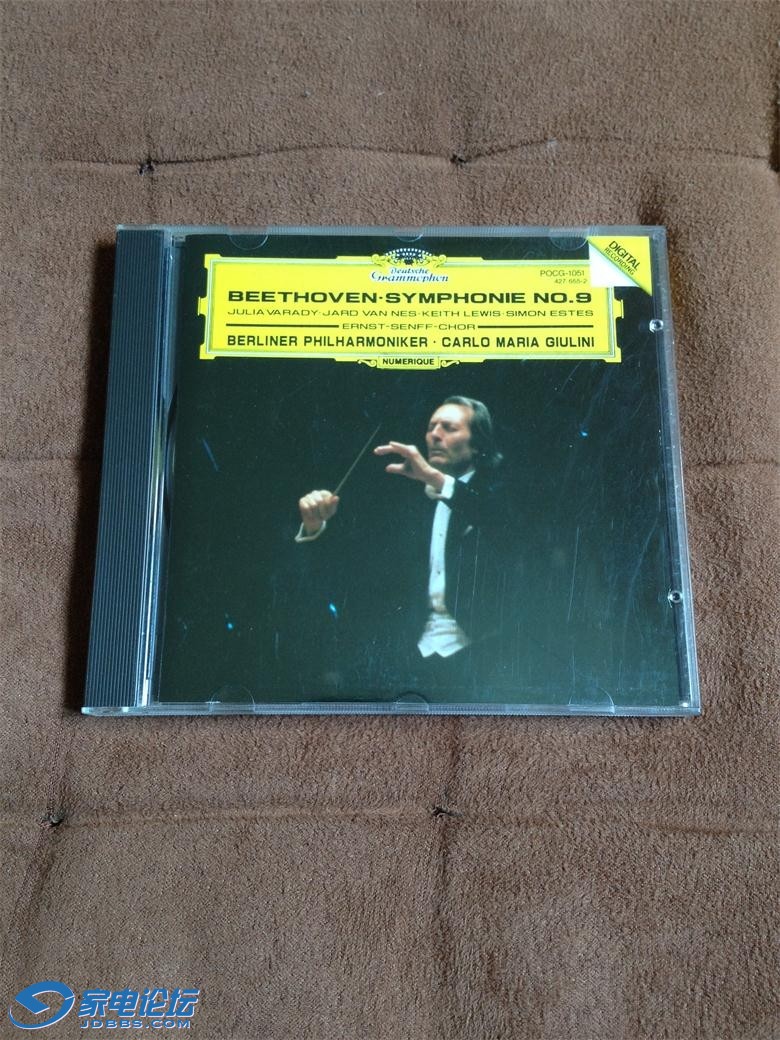 Deutsche
Grammophon
POCG-1051
427 655-2
DIGITAL
RECORDING
BEETHOVEN·SYMPHONIE NO.9
JULIA VARADY·JARD VAN NES·KEITH LEWIS·SIMON ESTES
ERNST-SENFF-CHOR
BERLINER PHILHARMONIKER · CARLO MARIA GIULINI
NUMERIQUE
家电论坛
JDBBS.COM